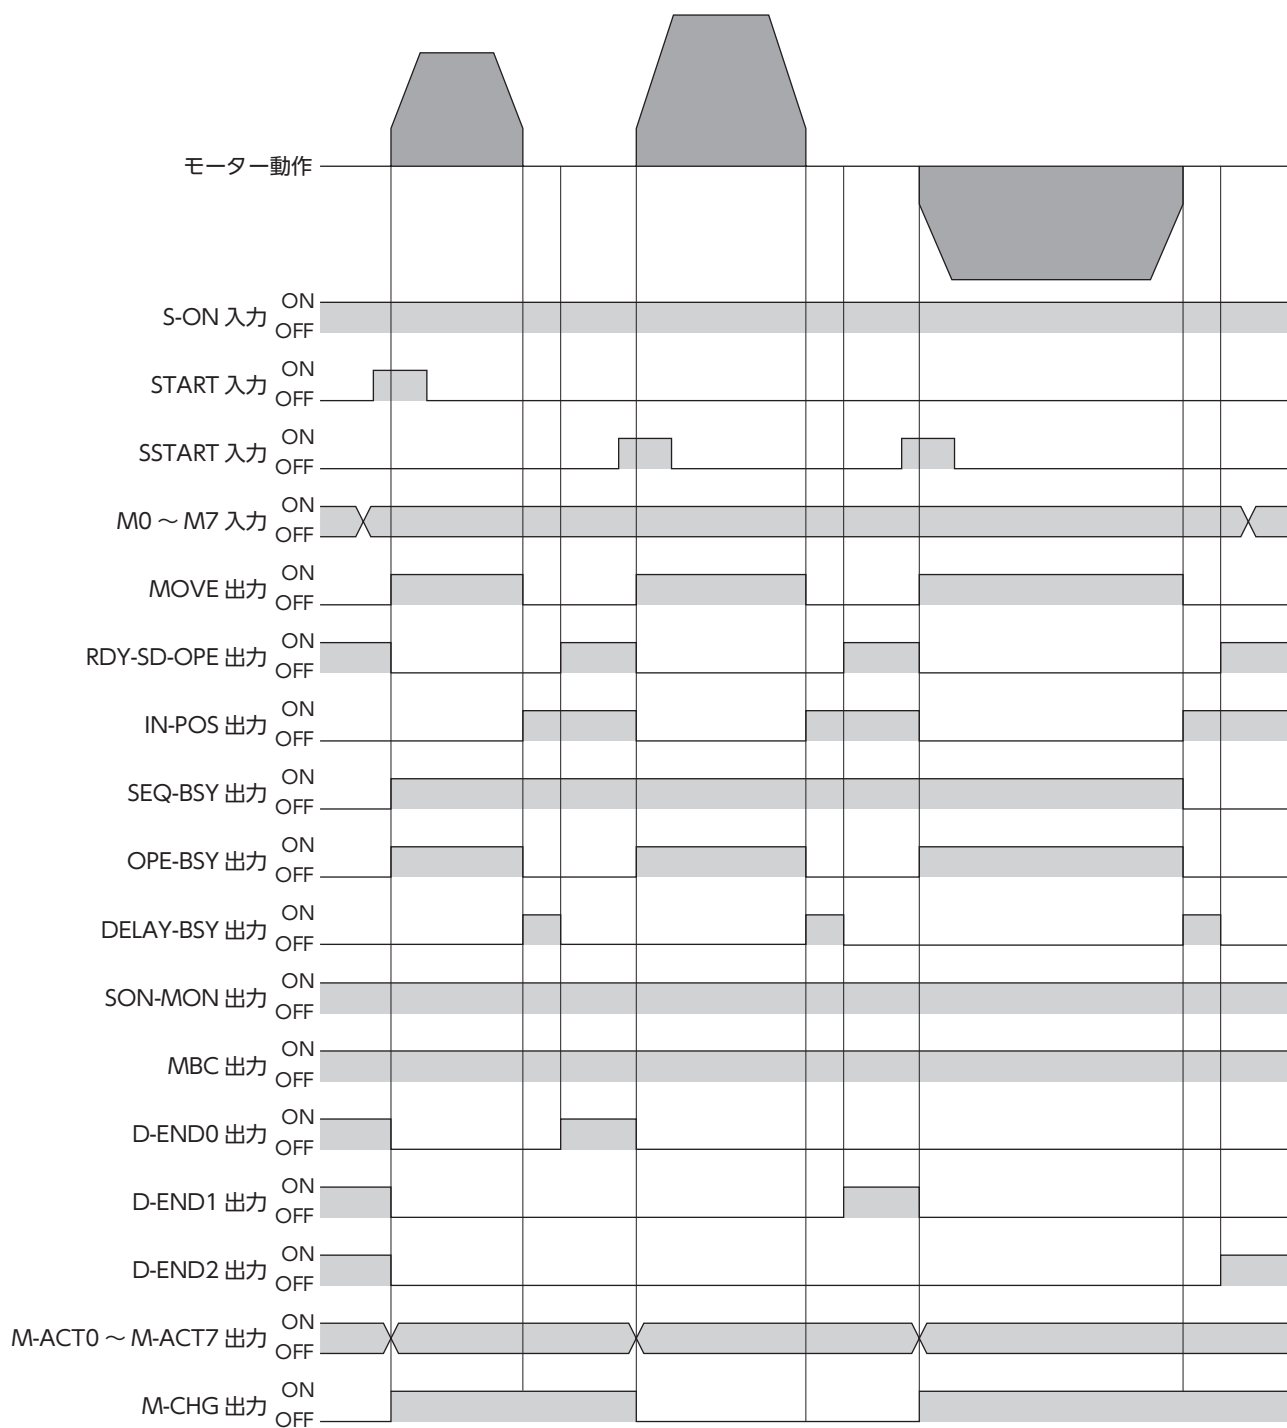 モーター動作
S-ON 入力 ON
OFF
START 入力 ON
OFF
SSTART 入力 ON
OFF
M0 ～ M7 入力 ON
OFF
MOVE 出力 ON
OFF
RDY-SD-OPE 出力 ON
OFF
IN-POS 出力 ON
OFF
SEQ-BSY 出力 ON
OFF
OPE-BSY 出力 ON
OFF
DELAY-BSY 出力 ON
OFF
SON-MON 出力 ON
OFF
MBC 出力 ON
OFF
D-END0 出力 ON
OFF
D-END1 出力 ON
OFF
D-END2 出力 ON
OFF
M-ACT0 ～ M-ACT7 出力 ON
OFF
M-CHG 出力 ON
OFF